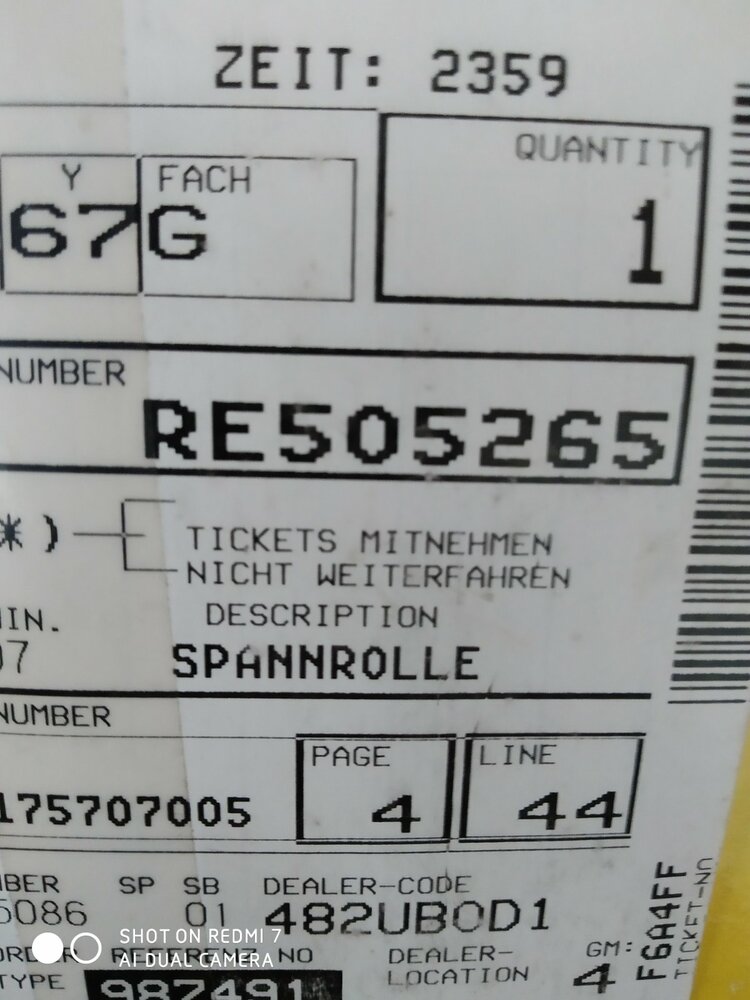 ZEIT: 2359
QUANTITY
Y FACH
67 G 1
NUMBER
RE505265
*)
TICKETS MITNEHMEN
NICHT WEITERFAHREN
IN. DESCRIPTION
07 SPANNROLLE
NUMBER
PAGE LINE
175707005 4 44
BER SP SB DEALER-CODE
5086 01 482UBOD1
NO DEALER-
LOCATION
TYPE 987491
GM:
4
F6A4FF
TICKET-NO
SHOT ON REDMI 7
AI DUAL CAMERA